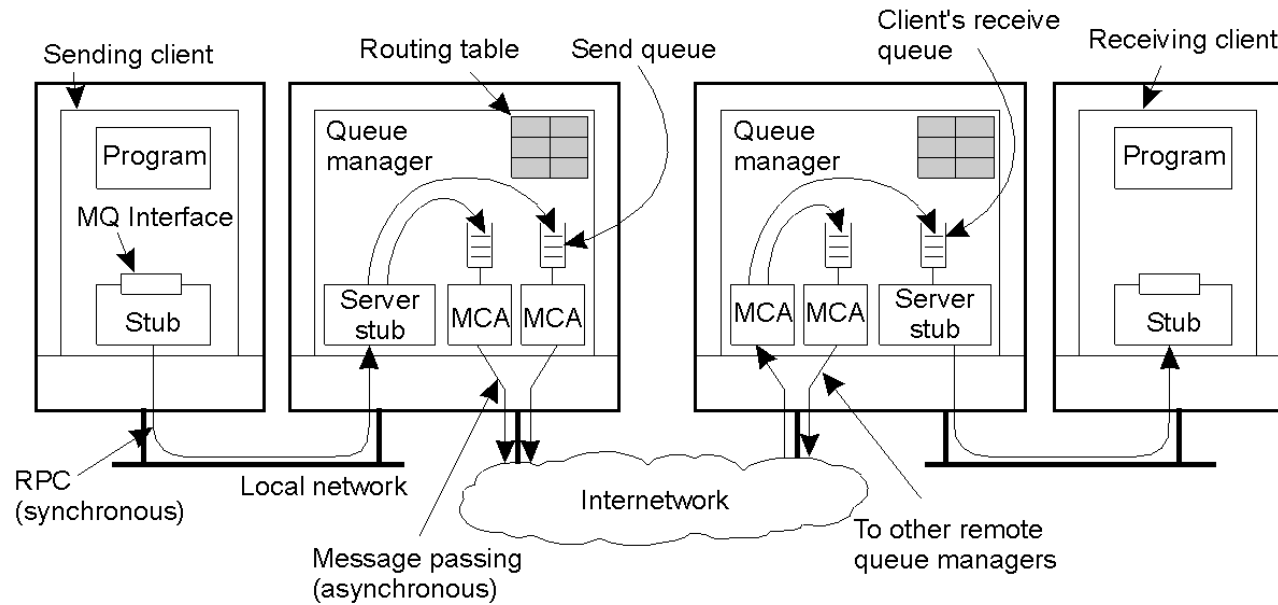 Sending client
Routing table
Send queue
Client's receive
queue
Receiving client
Program
MQ Interface
Stub
Queue
manager
Server
stub
MCA
MCA
Queue
manager
MCA
MCA
Server
stub
Program
Stub
RPC
(synchronous)
Local network
Internetwork
Message passing
(asynchronous)
To other remote
queue managers